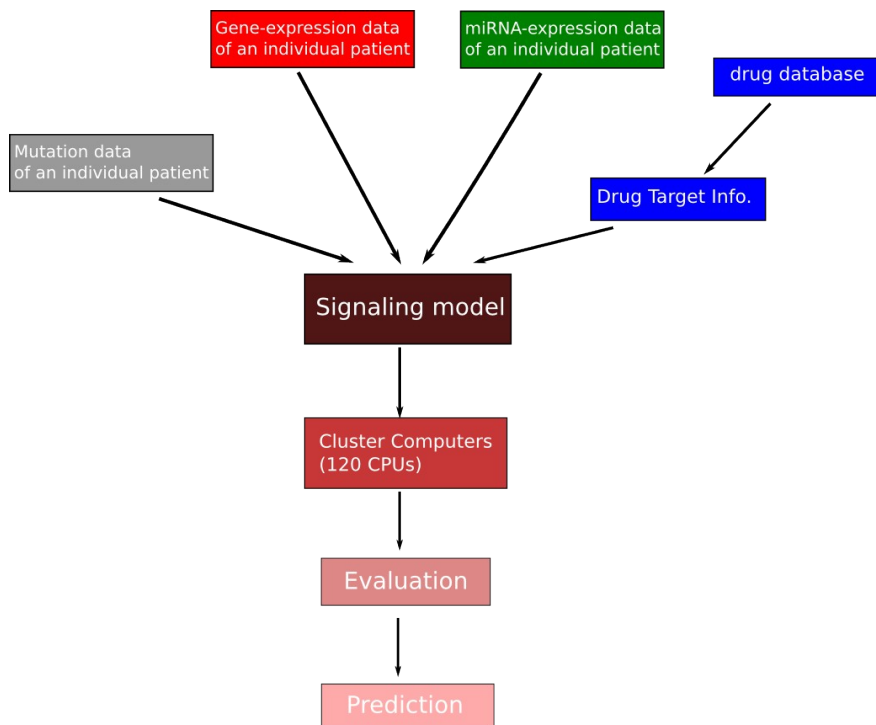 Gene-expression data
of an individual patient
miRNA-expression data
of an individual patient
drug database
Mutation data
of an individual patient
Drug Target Info.
Signaling model
Cluster Computers
(120 CPUs)
Evaluation
Prediction